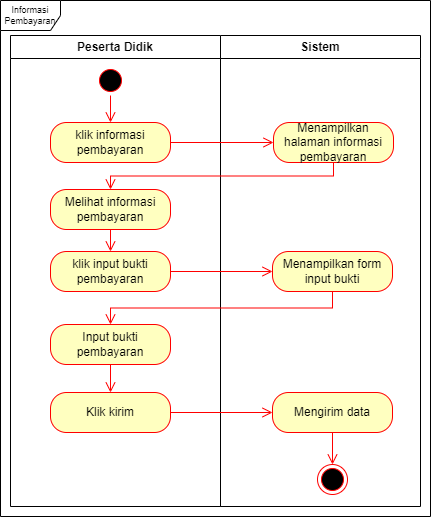 Informasi
Pembayaran
Peserta Didik
Sistem
klik informasi
pembayaran
Menampilkan
halaman informasi
pembayaran
Melihat informasi
pembayaran
klik input bukti
pembayaran
Menampilkan form
input bukti
Input bukti
pembayaran
Klik kirim
Mengirim data